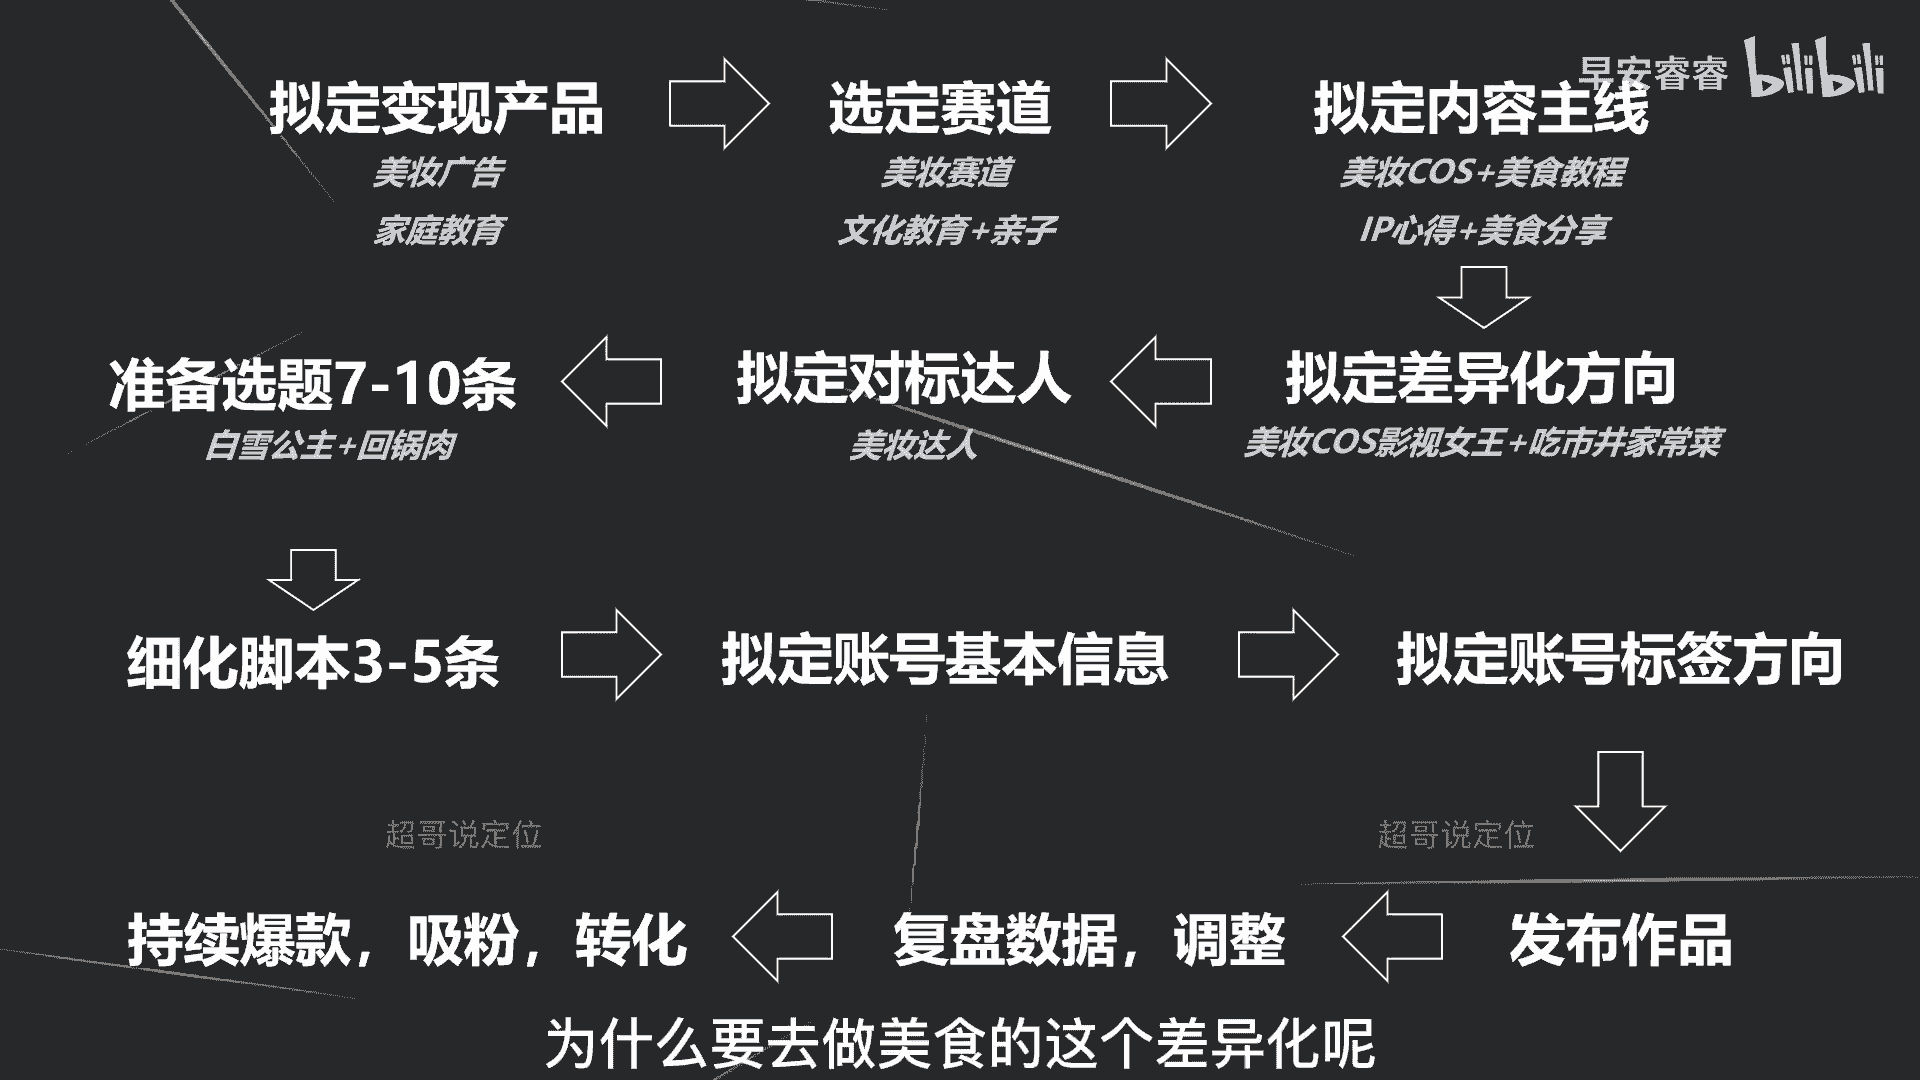 早安睿睿 bilibili
拟定变现产品
美妆广告
家庭教育
选定赛道
美妆赛道
文化教育+亲子
拟定内容主线
美妆COS+美食教程
IP心得+美食分享
拟定差异化方向
美妆COS影视女王+吃市井家常菜
拟定对标达人
美妆达人
准备选题7-10条
白雪公主+回锅肉
细化脚本3-5条
拟定账号基本信息
拟定账号标签方向
超哥说定位
超哥说定位
发布作品
复盘数据，调整
持续爆款，吸粉，转化
为什么要去做美食的这个差异化呢